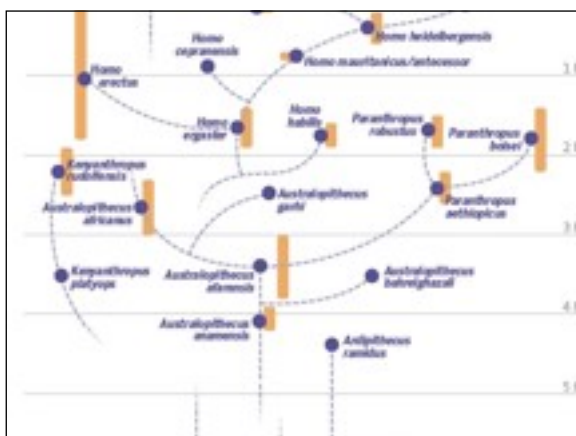 Homo
cepranensis
Homo heidelbergensis
Homo
erectus
Homo mauritanicus/antecessor
1
Homo
ergaster
Homo
habilis
Paranthropus
robustus
Paranthropus
boisei
2
Kenyanthropus
rudolfensis
Australopithecus
africanus
Australopithecus
garhi
Paranthropus
aethiopicus
3
Kenyanthropus
platyops
Australopithecus
afarensis
Australopithecus
bahrelghazali
4
Australopithecus
anamensis
Ardipithecus
ramidus
5